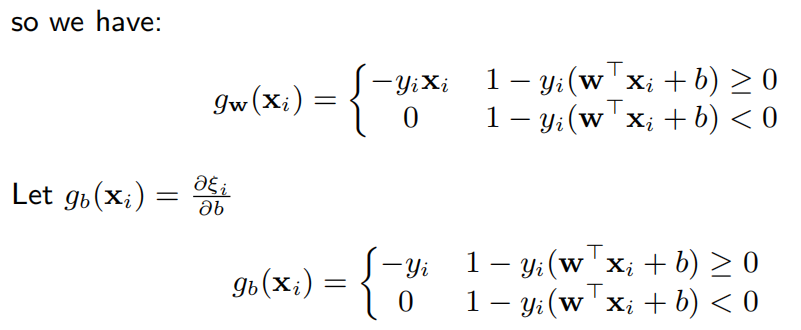 so we have:
g_w(x_i) = { −y_i x_i   1 − y_i(w^⊤ x_i + b) ≥ 0
0   1 − y_i(w^⊤ x_i + b) < 0
Let g_b(x_i) = ∂ξ_i/∂b
g_b(x_i) = { −y_i   1 − y_i(w^⊤ x_i + b) ≥ 0
0   1 − y_i(w^⊤ x_i + b) < 0